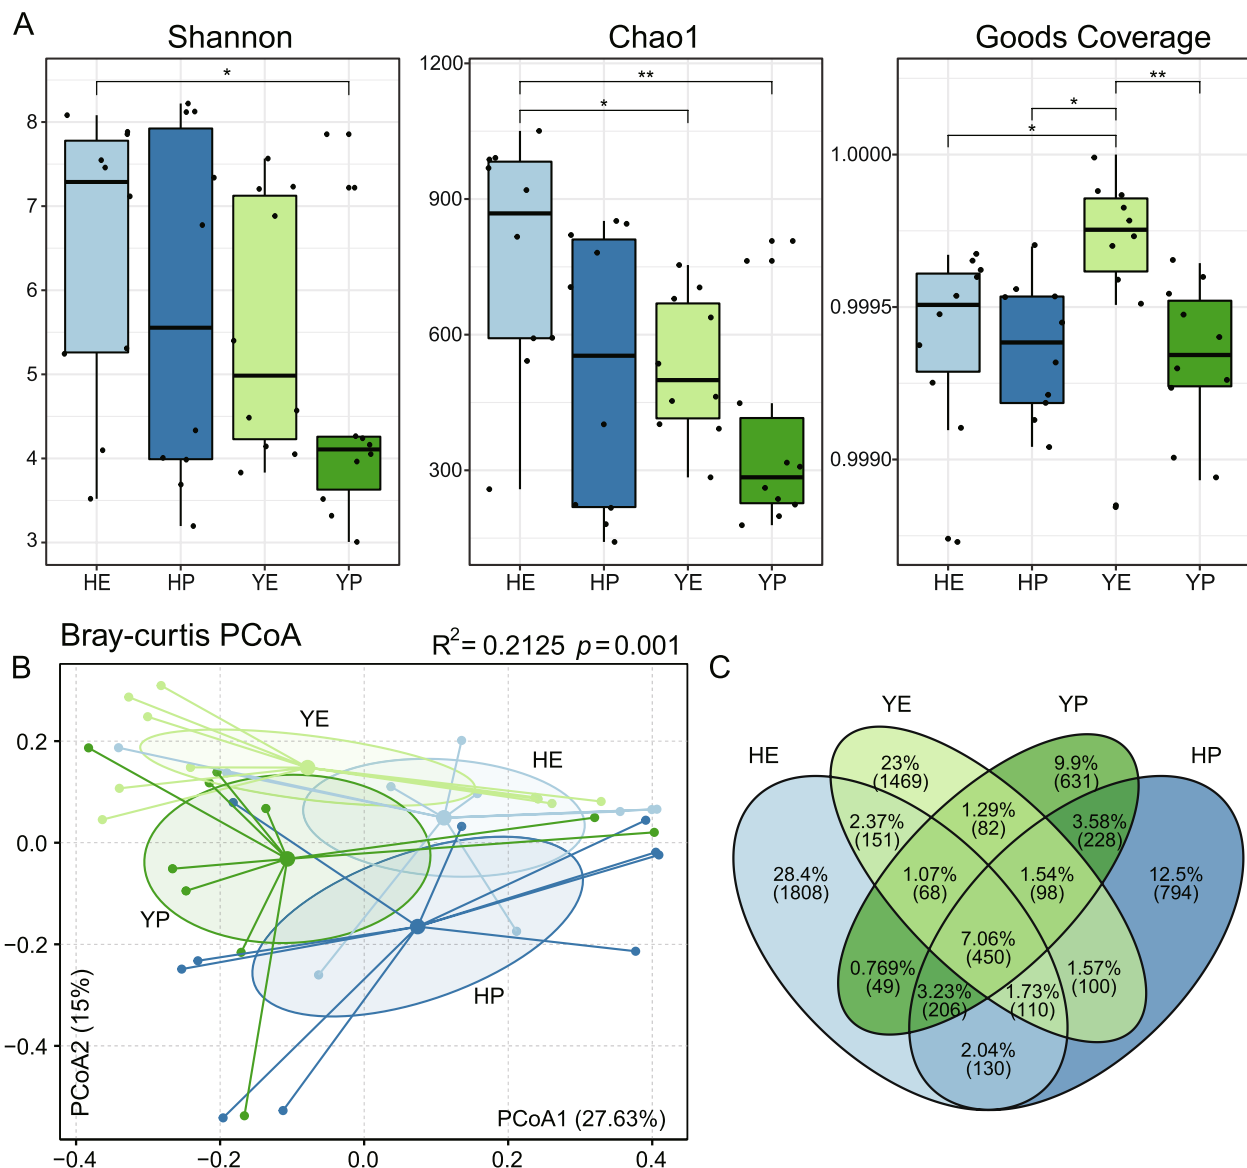 A
Shannon
Chao1
Goods Coverage
*
**
*
**
*
*
8
7
6
5
4
3
1200
900
600
300
1.0000
0.9995
0.9990
HE HP YE YP
HE HP YE YP
HE HP YE YP
B
Bray-curtis PCoA
R2= 0.2125 p=0.001
YE
HE
YP
HP
0.2
0.0
−0.2
−0.4
PCoA2 (15%)
PCoA1 (27.63%)
−0.4 −0.2 0.0 0.2 0.4
C
YE
YP
HE
HP
23%
(1469)
9.9%
(631)
1.29%
(82)
2.37%
(151)
3.58%
(228)
28.4%
(1808)
1.07%
(68)
1.54%
(98)
12.5%
(794)
7.06%
(450)
0.769%
(49)
3.23%
(206)
1.73%
(110)
1.57%
(100)
2.04%
(130)